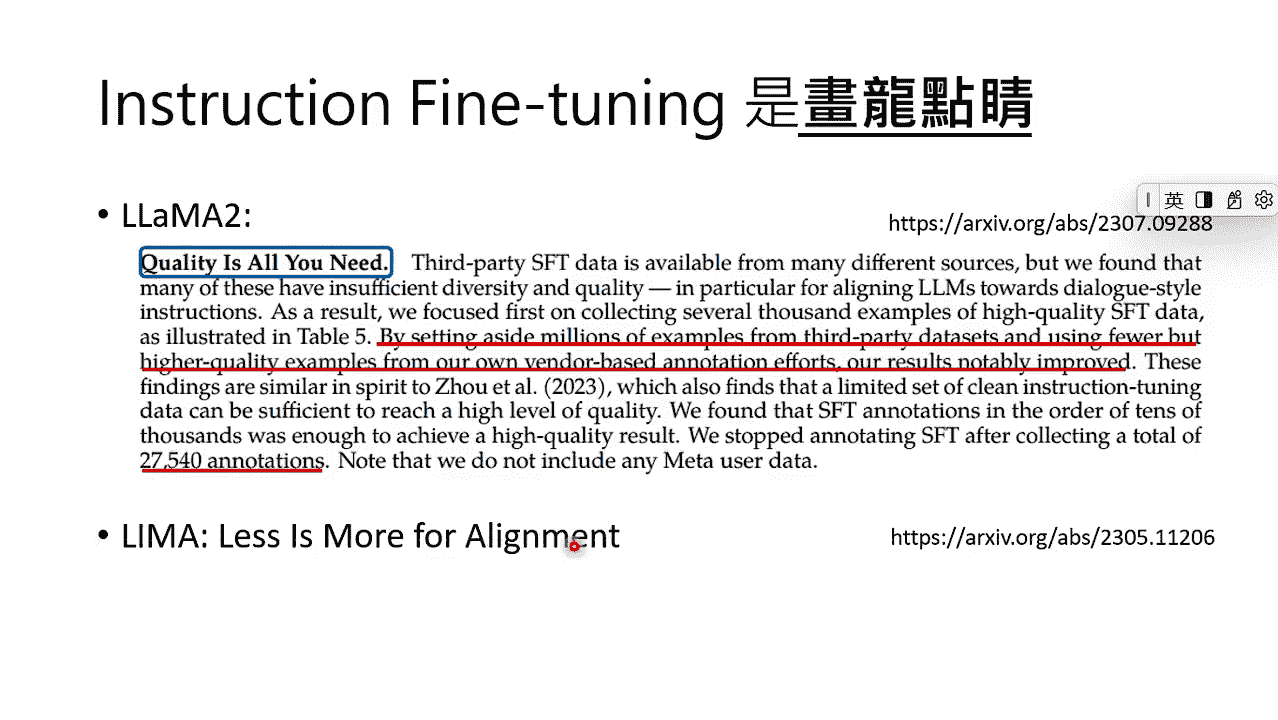 Instruction Fine-tuning 是畫龍點睛
• LLaMA2:
英
https://arxiv.org/abs/2307.09288
Quality Is All You Need. Third-party SFT data is available from many different sources, but we found that
many of these have insufficient diversity and quality — in particular for aligning LLMs towards dialogue-style
instructions. As a result, we focused first on collecting several thousand examples of high-quality SFT data,
as illustrated in Table 5. By setting aside millions of examples from third-party datasets and using fewer but
higher-quality examples from our own vendor-based annotation efforts, our results notably improved. These
findings are similar in spirit to Zhou et al. (2023), which also finds that a limited set of clean instruction-tuning
data can be sufficient to reach a high level of quality. We found that SFT annotations in the order of tens of
thousands was enough to achieve a high-quality result. We stopped annotating SFT after collecting a total of
27,540 annotations. Note that we do not include any Meta user data.
• LIMA: Less Is More for Alignment
https://arxiv.org/abs/2305.11206